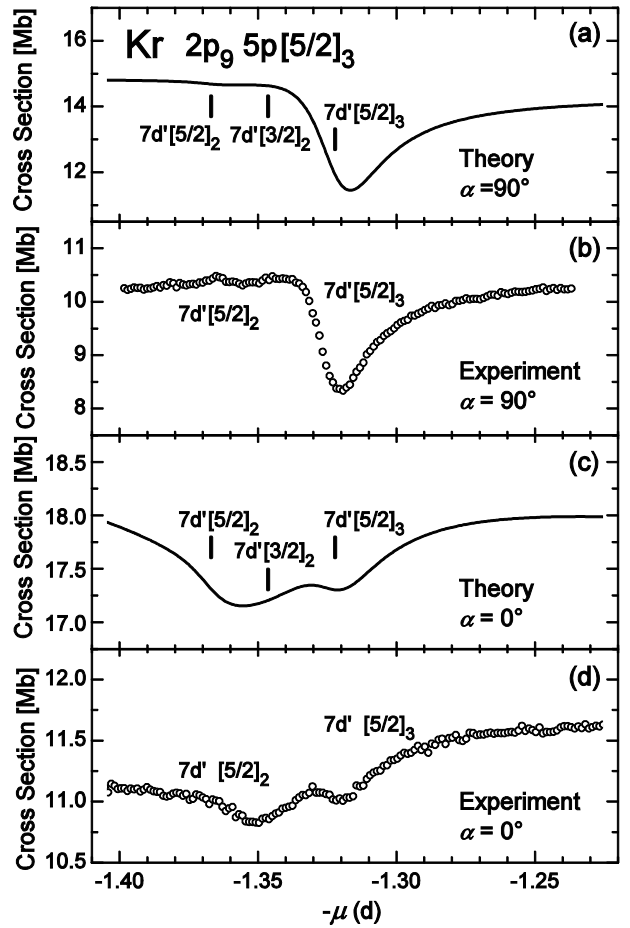 Kr 2p₉ 5p[5/2]₃
(a)
Cross Section [Mb]
16
14
12
7d'[5/2]₂
7d'[3/2]₂
7d'[5/2]₃
Theory
α =90°
(b)
Cross Section [Mb]
11
10
9
8
7d'[5/2]₂
7d'[5/2]₃
Experiment
α = 90°
(c)
Cross Section [Mb]
18.5
18.0
17.5
17.0
7d'[5/2]₂
7d'[3/2]₂
7d'[5/2]₃
Theory
α = 0°
(d)
Cross Section [Mb]
12.0
11.5
11.0
10.5
7d' [5/2]₂
7d' [5/2]₃
Experiment
α = 0°
-1.40 -1.35 -1.30 -1.25
-μ (d)